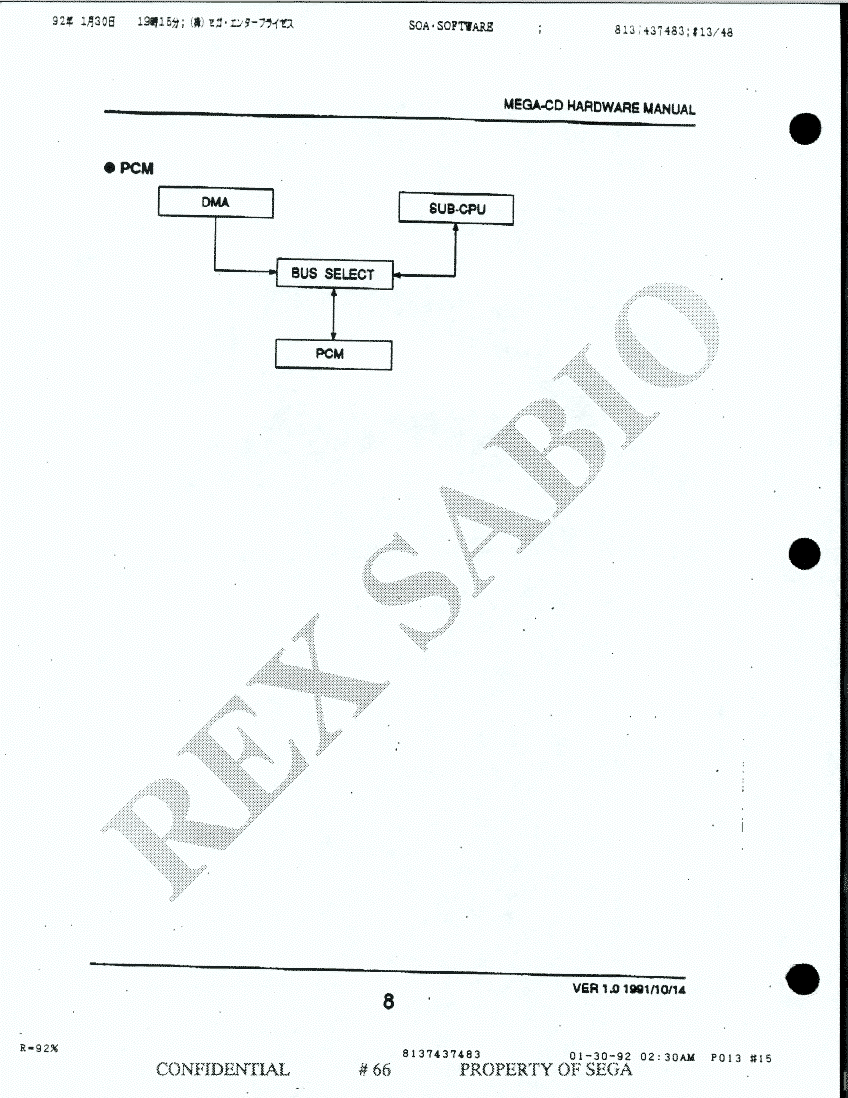 92年 1月30日 19時15分; (株)セガ・エンタープライゼス SOA·SOFTWARE ; 8137437483;#13/48
MEGA-CD HARDWARE MANUAL
● PCM
DMA
SUB-CPU
BUS SELECT
PCM
REX SABIO
VER 1.0 1991/10/14
8
R=92%
8137437483 01-30-92 02:30AM P013 #15
CONFIDENTIAL # 66 PROPERTY OF SEGA